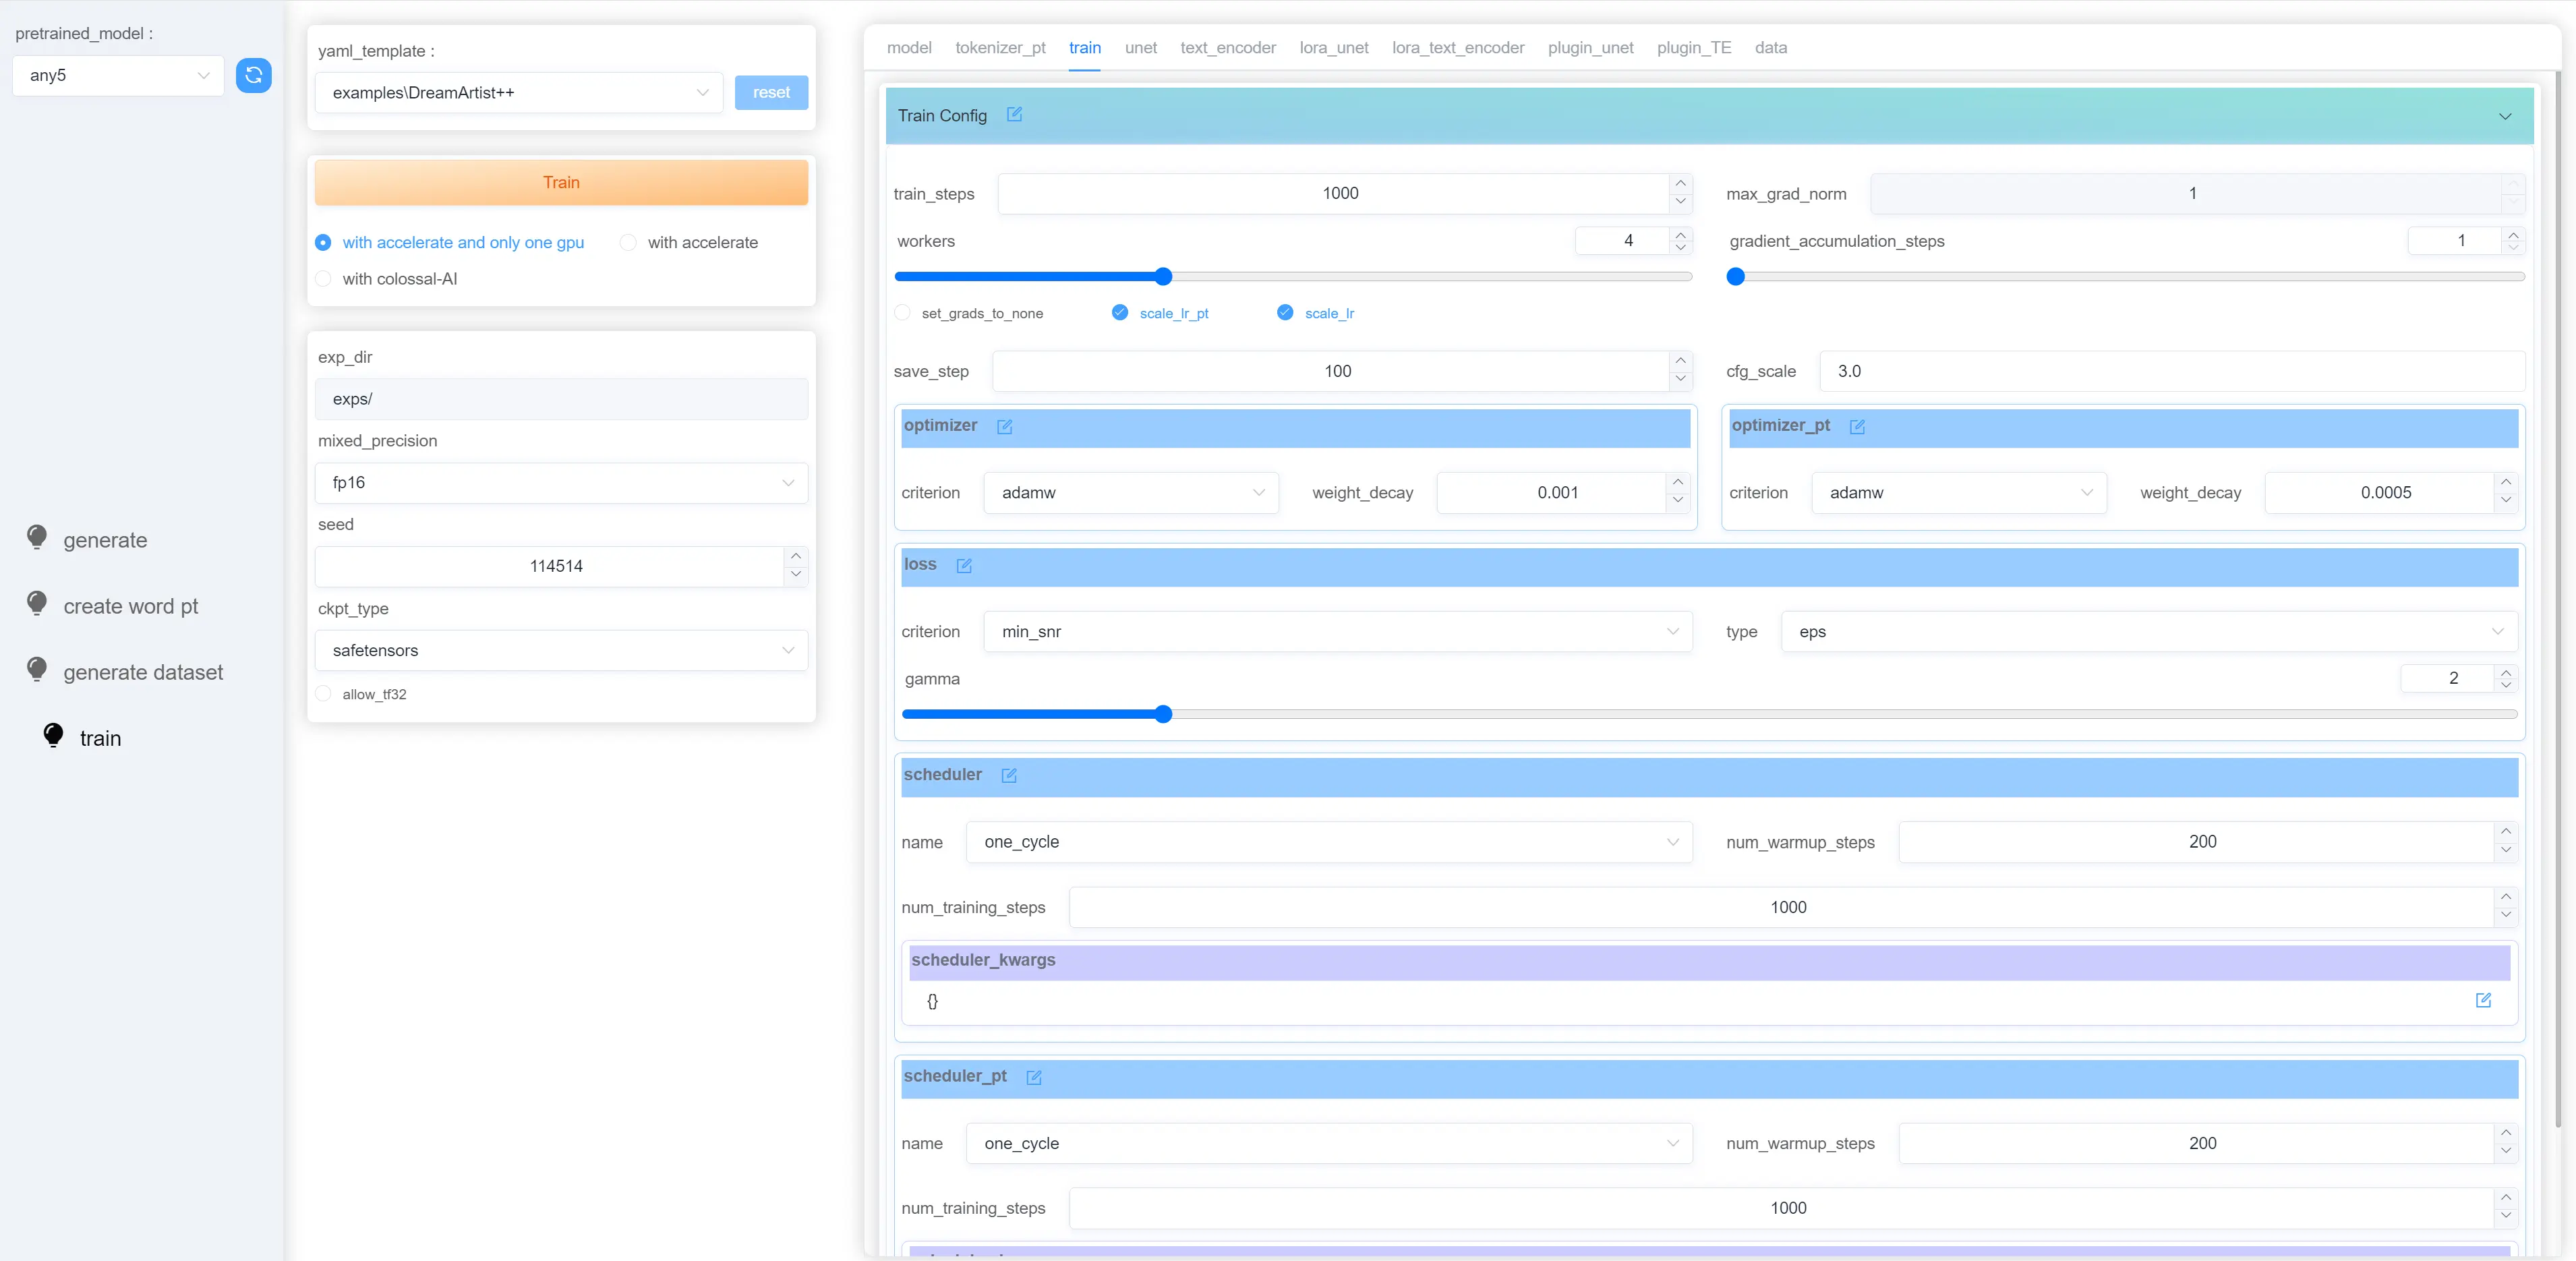 pretrained_model :
any5
generate
create word pt
generate dataset
train
yaml_template :
examples\DreamArtist++
reset
Train
with accelerate and only one gpu
with accelerate
with colossal-AI
exp_dir
exps/
mixed_precision
fp16
seed
114514
ckpt_type
safetensors
allow_tf32
model tokenizer_pt train unet text_encoder lora_unet lora_text_encoder plugin_unet plugin_TE data
Train Config
train_steps 1000 max_grad_norm 1
workers 4 gradient_accumulation_steps 1
set_grads_to_none scale_lr_pt scale_lr
save_step 100 cfg_scale 3.0
optimizer optimizer_pt
criterion adamw weight_decay 0.001 criterion adamw weight_decay 0.0005
loss
criterion min_snr type eps
gamma 2
scheduler
name one_cycle num_warmup_steps 200
num_training_steps 1000
scheduler_kwargs
{}
scheduler_pt
name one_cycle num_warmup_steps 200
num_training_steps 1000